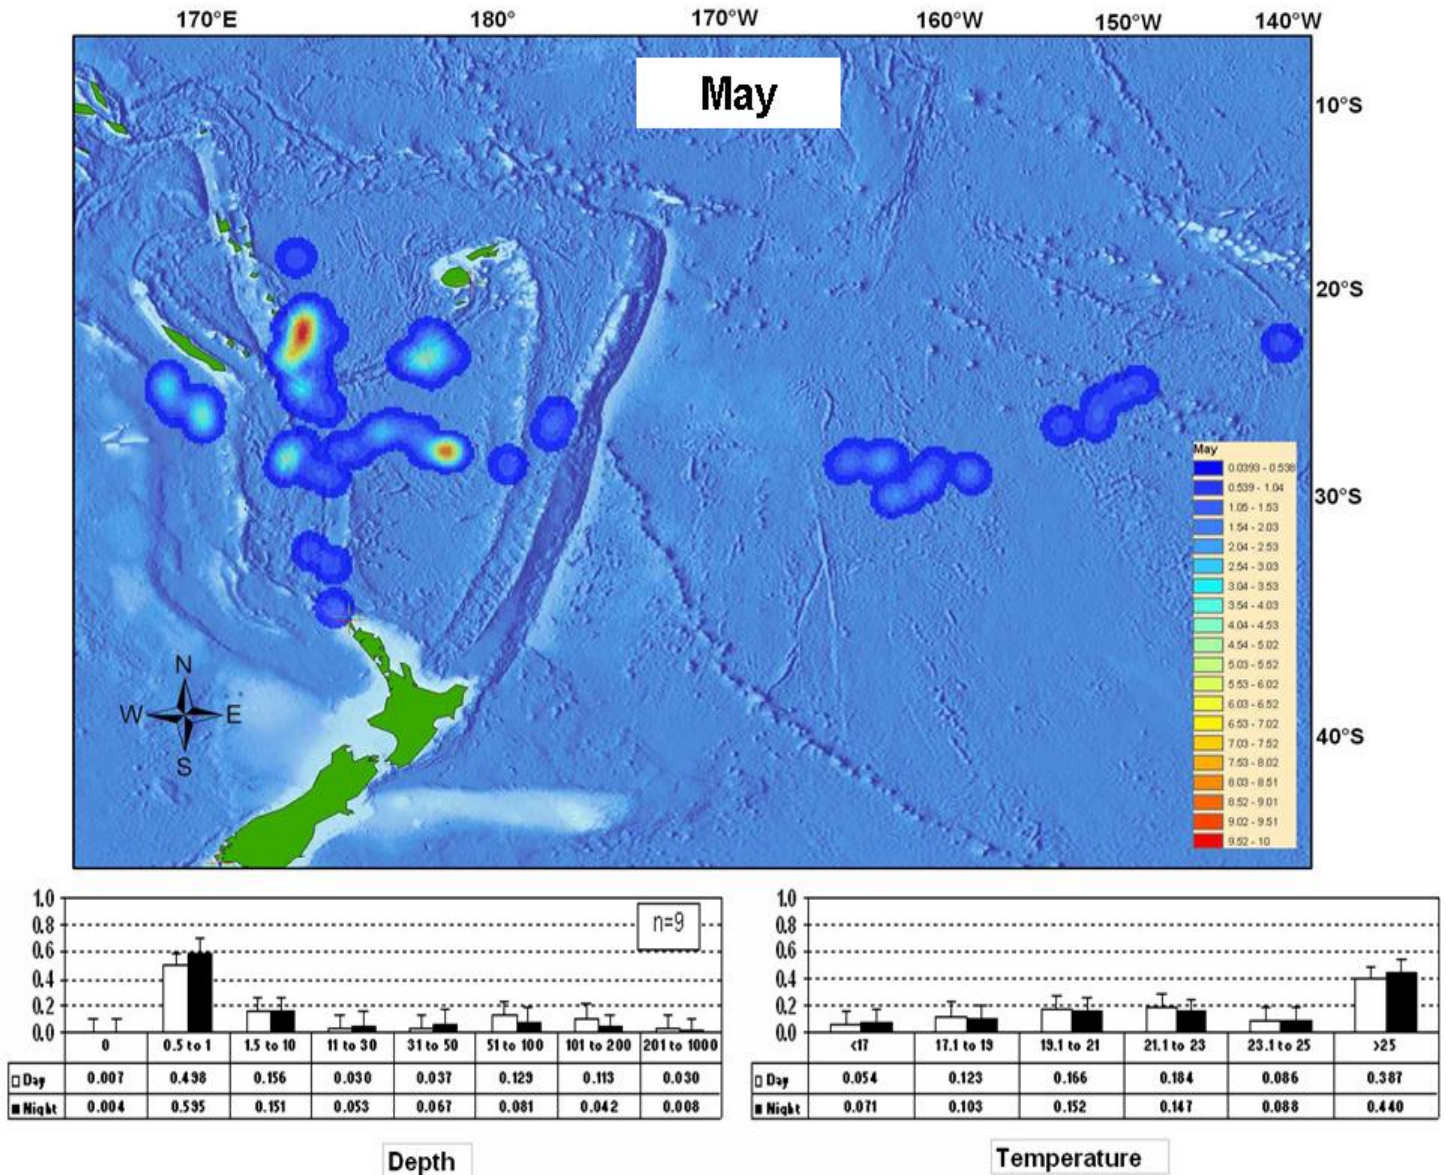 170°E 180° 170°W 160°W 150°W 140°W
May
10°S
20°S
30°S
40°S
N
W E
S
May
0.0393 - 0.538
0.539 - 1.04
1.05 - 1.53
1.54 - 2.03
2.04 - 2.53
2.54 - 3.03
3.04 - 3.53
3.54 - 4.03
4.04 - 4.53
4.54 - 5.02
5.03 - 5.52
5.53 - 6.02
6.03 - 6.52
6.53 - 7.02
7.03 - 7.52
7.53 - 8.02
8.03 - 8.51
8.52 - 9.01
9.02 - 9.51
9.52 - 10
1.0
0.8
0.6
0.4
0.2
0.0
n=9
0 0.5 to 1 1.5 to 10 11 to 30 31 to 50 51 to 100 101 to 200 201 to 1000
Day 0.007 0.498 0.156 0.030 0.037 0.129 0.113 0.030
Night 0.004 0.595 0.151 0.053 0.067 0.081 0.042 0.008
Depth
1.0
0.8
0.6
0.4
0.2
0.0
<17 17.1 to 19 19.1 to 21 21.1 to 23 23.1 to 25 >25
Day 0.054 0.123 0.166 0.184 0.086 0.387
Night 0.071 0.103 0.152 0.147 0.088 0.440
Temperature